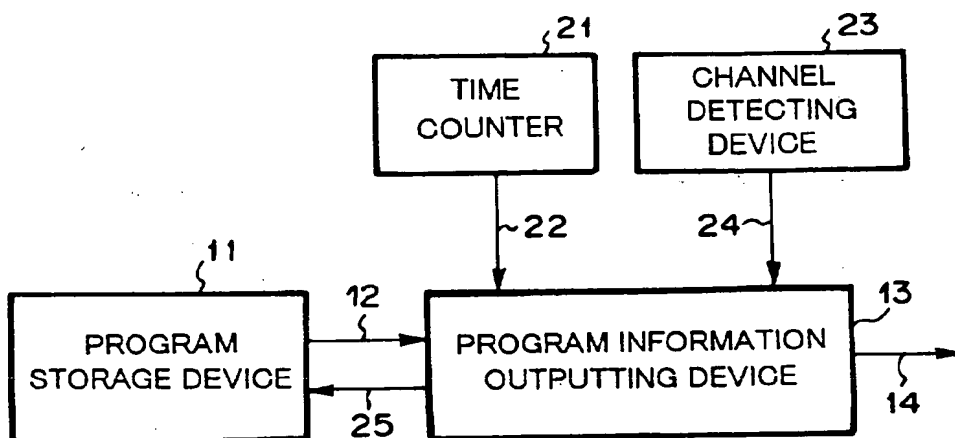 21
23
TIME
COUNTER
CHANNEL
DETECTING
DEVICE
22
24
11
12
13
PROGRAM
STORAGE DEVICE
PROGRAM INFORMATION
OUTPUTTING DEVICE
25
14